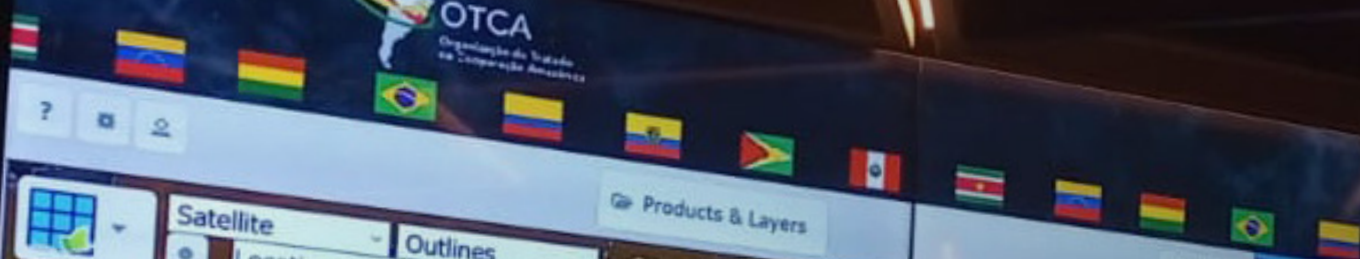 OTCA
Organização do Tratado
de Cooperação Amazônica
?
Products & Layers
Satellite
Outlines